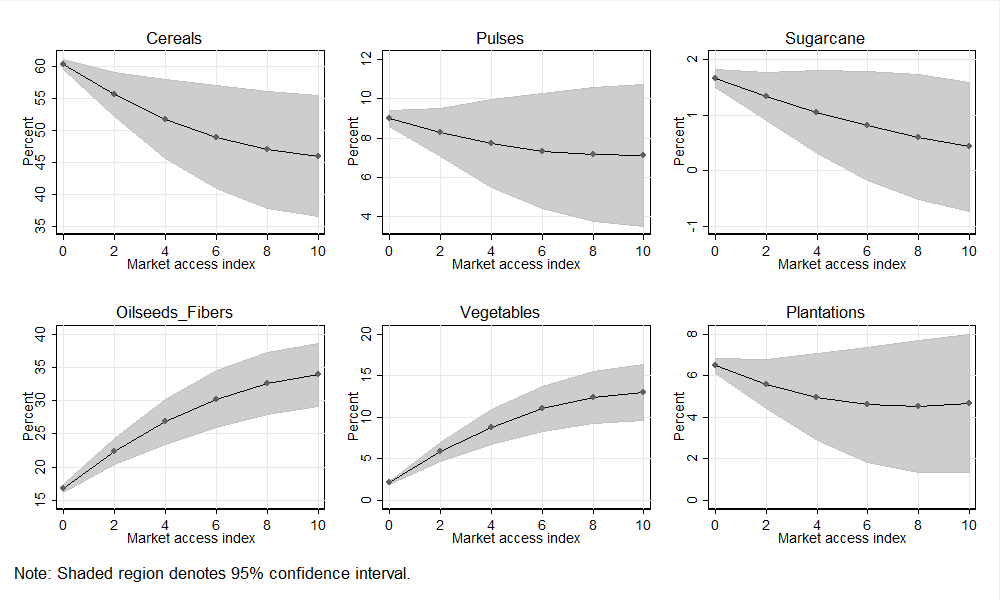 Cereals
Percent
60
55
50
45
40
35
0 2 4 6 8 10
Market access index
Pulses
Percent
12
10
8
6
4
0 2 4 6 8 10
Market access index
Sugarcane
Percent
2
1
0
-1
0 2 4 6 8 10
Market access index
Oilseeds_Fibers
Percent
40
35
30
25
20
15
0 2 4 6 8 10
Market access index
Vegetables
Percent
20
15
10
5
0
0 2 4 6 8 10
Market access index
Plantations
Percent
8
6
4
2
0
0 2 4 6 8 10
Market access index
Note: Shaded region denotes 95% confidence interval.